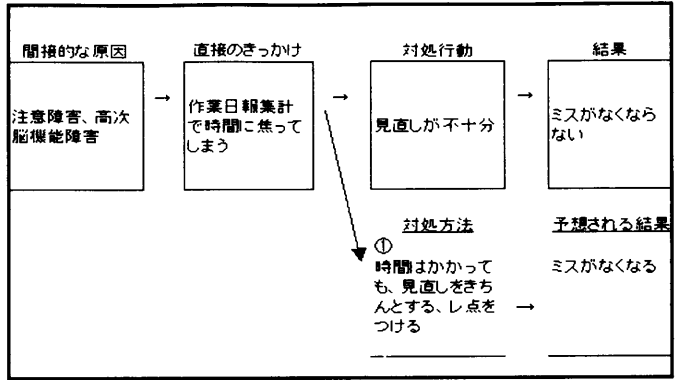 間接的な原因
直接のきっかけ
対処行動
結果
注意障害、高次
脳機能障害
→
作業日報集計
で時間に焦って
しまう
→
見直しが不十分
→
ミスがなくなら
ない
対処方法
予想される結果
①
時間はかかって
も、見直しをきち
んとする、レ点を
つける
→
ミスがなくなる